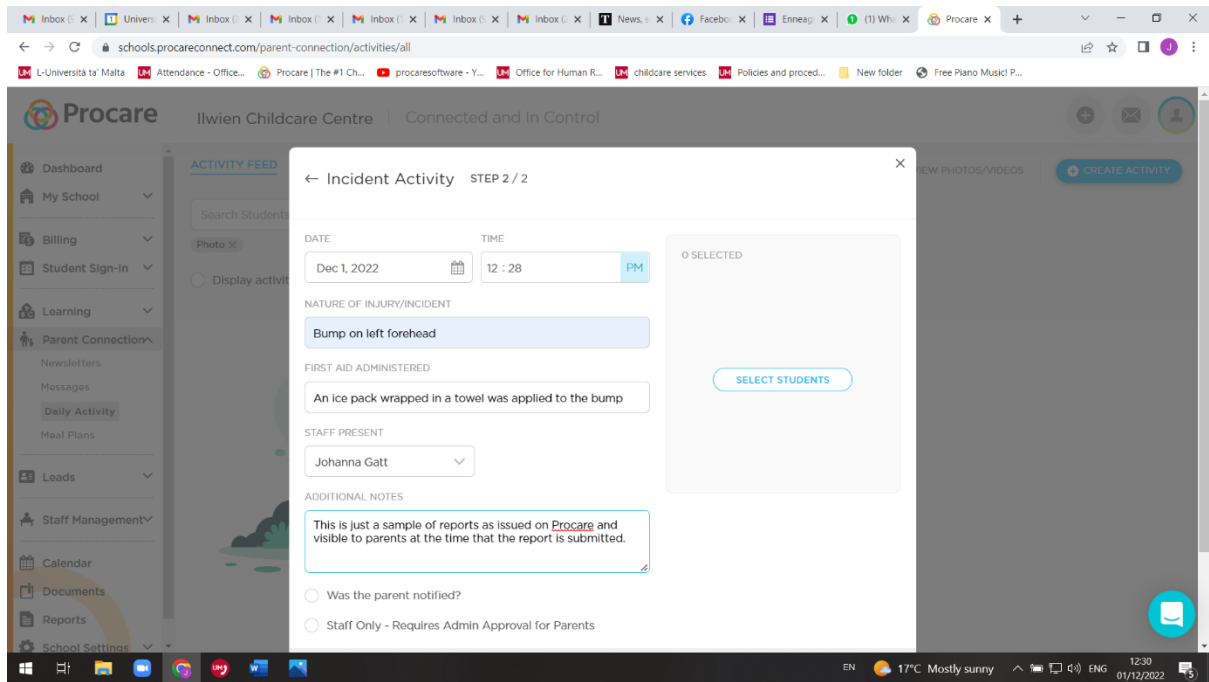 Inbox (5
Univers
Inbox (
Inbox (
Inbox (
Inbox (5
Inbox (2
News, s
Facebo
Enneag
(1) Wha
Procare
schools.procareconnect.com/parent-connection/activities/all
L-Università ta' Malta
Attendance - Office...
Procare | The #1 Ch...
procaresoftware - Y...
Office for Human R...
childcare services
Policies and proced...
New folder
Free Piano Music! P...
Procare
Ilwien Childcare Centre
Connected and In Control
Dashboard
My School
Billing
Student Sign-In
Learning
Parent Connection
Newsletters
Messages
Daily Activity
Meal Plans
Leads
Staff Management
Calendar
Documents
Reports
School Settings
ACTIVITY FEED
IEW PHOTOS/VIDEOS
CREATE ACTIVITY
Search Students
Photo
Display activit
Incident Activity STEP 2 / 2
DATE
TIME
Dec 1, 2022
12 : 28
PM
NATURE OF INJURY/INCIDENT
Bump on left forehead
FIRST AID ADMINISTERED
An ice pack wrapped in a towel was applied to the bump
STAFF PRESENT
Johanna Gatt
ADDITIONAL NOTES
This is just a sample of reports as issued on Procare and
visible to parents at the time that the report is submitted.
Was the parent notified?
Staff Only - Requires Admin Approval for Parents
0 SELECTED
SELECT STUDENTS
EN
17°C Mostly sunny
ENG
12:30
01/12/2022
5